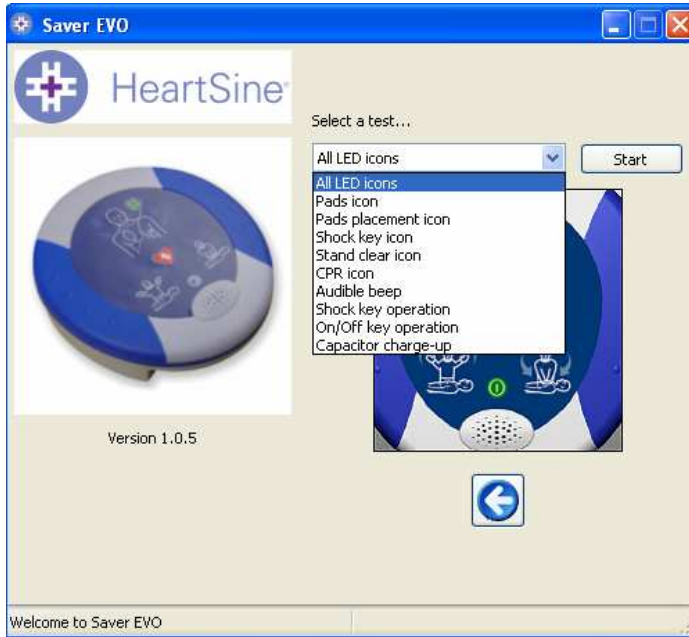 Saver EVO
HeartSine®
Select a test...
All LED icons
Start
All LED icons
Pads icon
Pads placement icon
Shock key icon
Stand clear icon
CPR icon
Audible beep
Shock key operation
On/Off key operation
Capacitor charge-up
Version 1.0.5
Welcome to Saver EVO